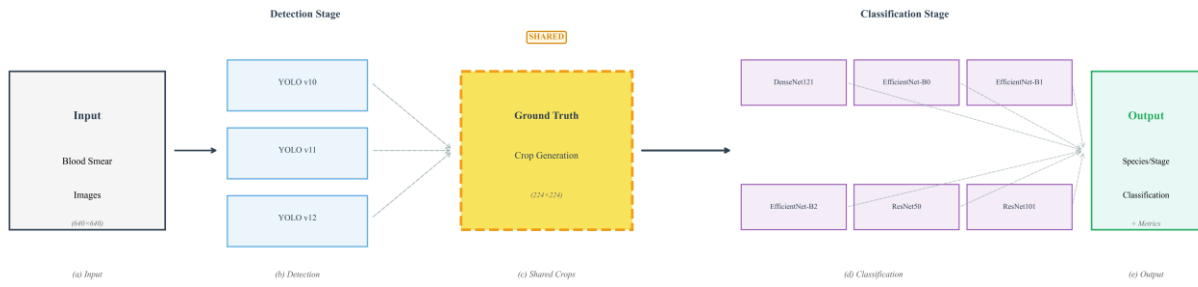 Detection Stage
Classification Stage
SHARED
Input
Blood Smear
Images
(640×640)
YOLO v10
YOLO v11
YOLO v12
Ground Truth
Crop Generation
(224×224)
DenseNet121
EfficientNet-B0
EfficientNet-B1
EfficientNet-B2
ResNet50
ResNet101
Output
Species/Stage
Classification
+ Metrics
(a) Input
(b) Detection
(c) Shared Crops
(d) Classification
(e) Output